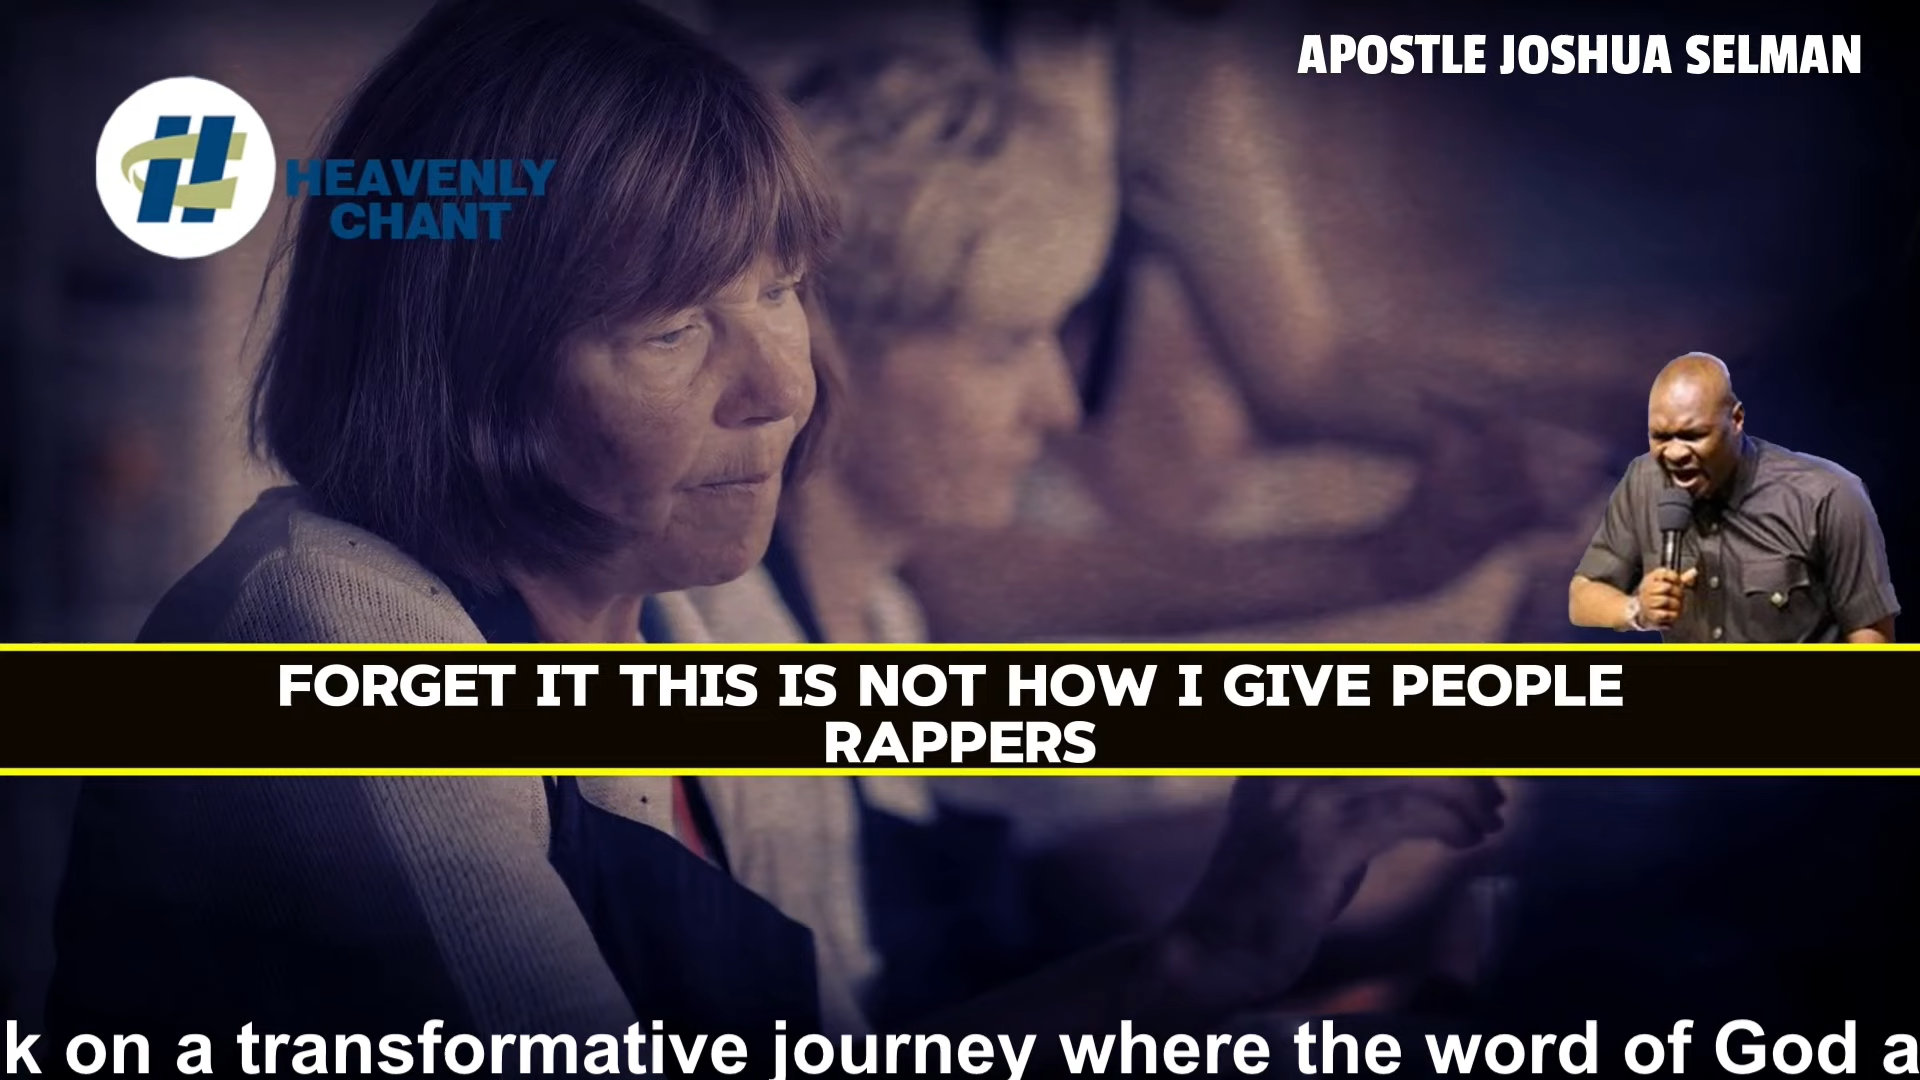 APOSTLE JOSHUA SELMAN
HEAVENLY
CHANT
FORGET IT THIS IS NOT HOW I GIVE PEOPLE
RAPPERS
k on a transformative journey where the word of God a